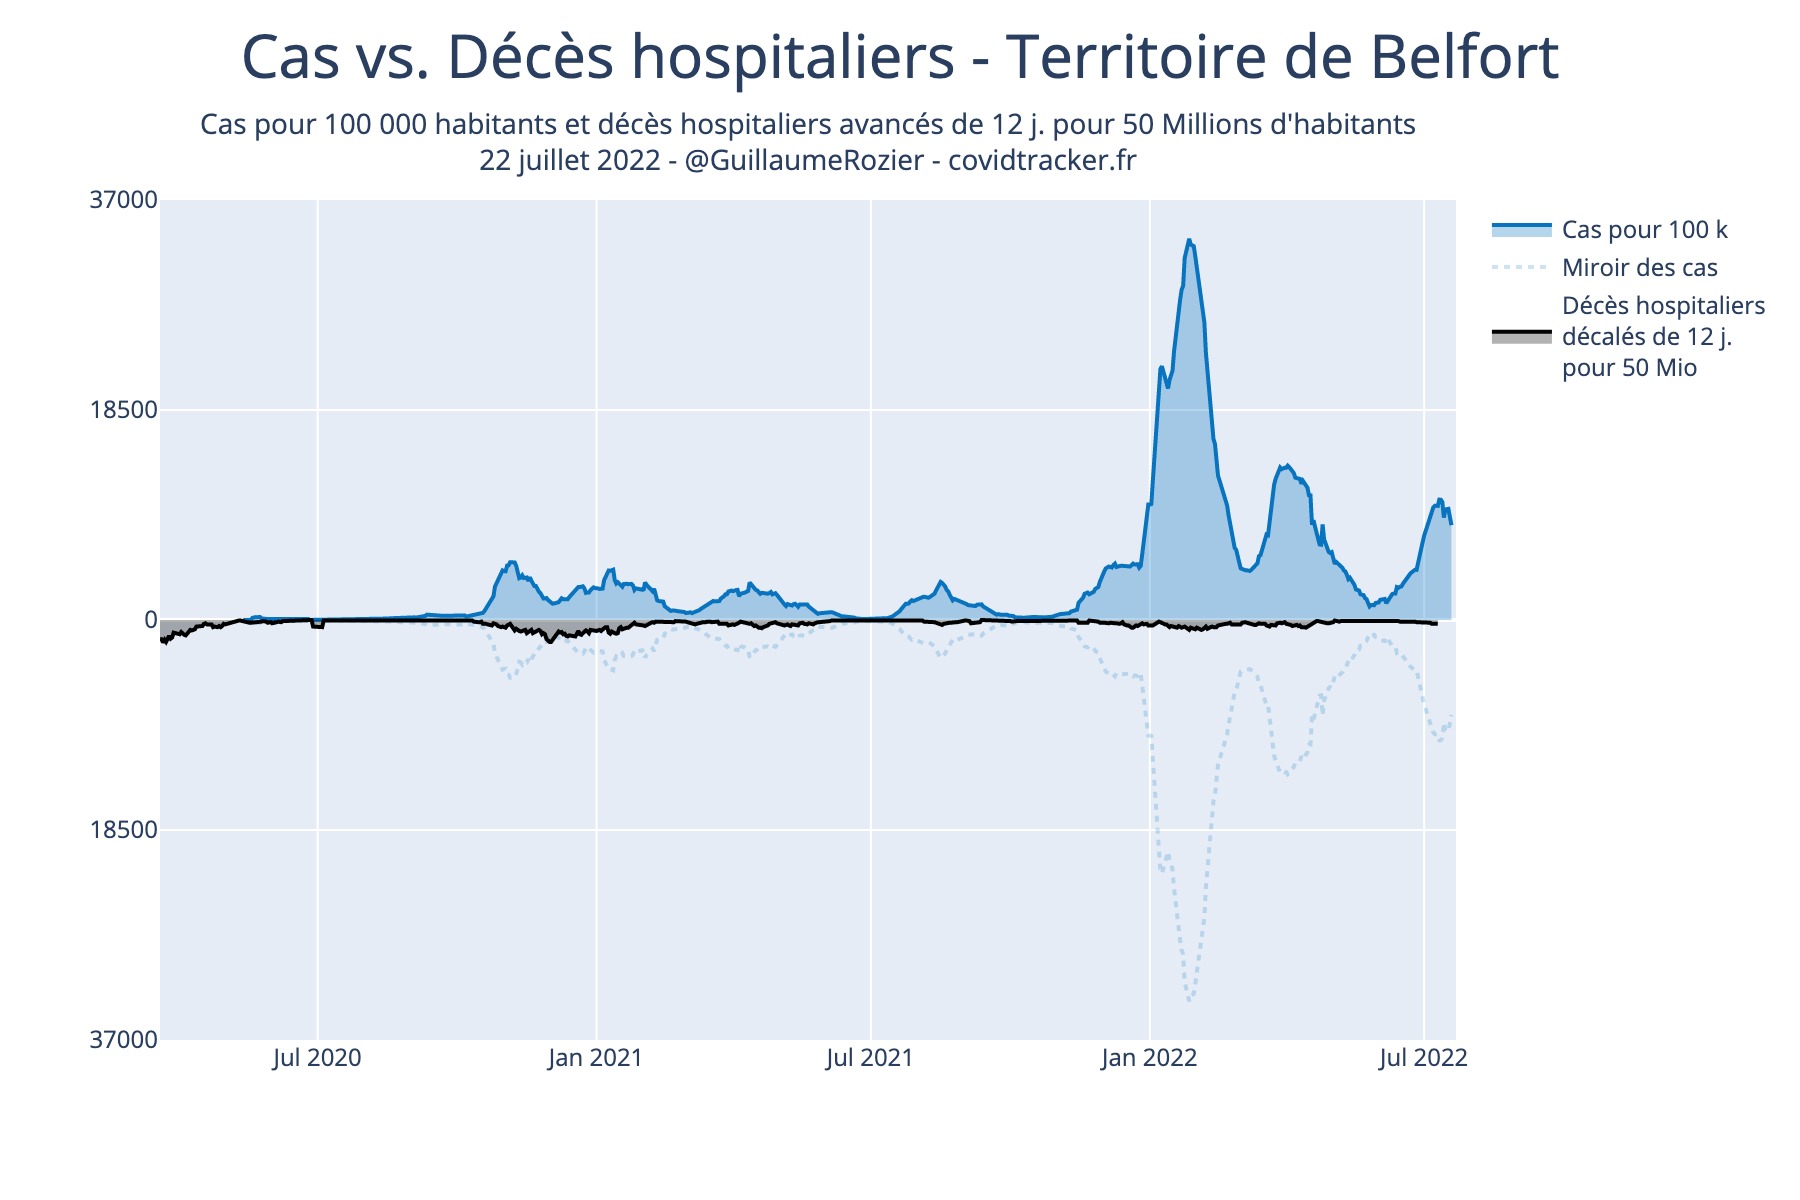 Cas vs. Décès hospitaliers - Territoire de Belfort
Cas pour 100 000 habitants et décès hospitaliers avancés de 12 j. pour 50 Millions d'habitants
22 juillet 2022 - @GuillaumeRozier - covidtracker.fr
37000
18500
0
18500
37000
Jul 2020
Jan 2021
Jul 2021
Jan 2022
Jul 2022
Cas pour 100 k
Miroir des cas
Décès hospitaliers
décalés de 12 j.
pour 50 Mio